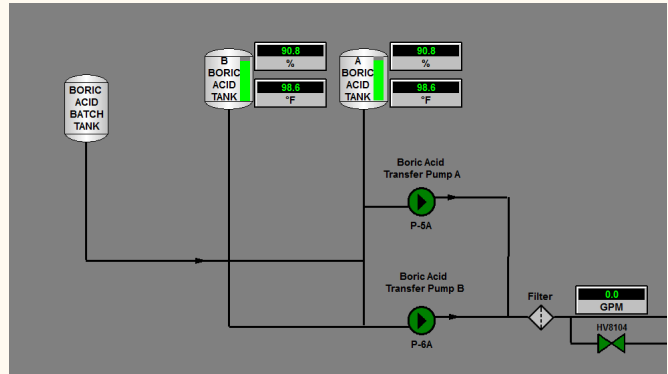 BORIC
ACID
BATCH
TANK
B
BORIC
ACID
TANK
90.8
%
98.6
°F
A
BORIC
ACID
TANK
90.8
%
98.6
°F
Boric Acid
Transfer Pump A
P-5A
Boric Acid
Transfer Pump B
P-6A
Filter
0.0
GPM
HV8104